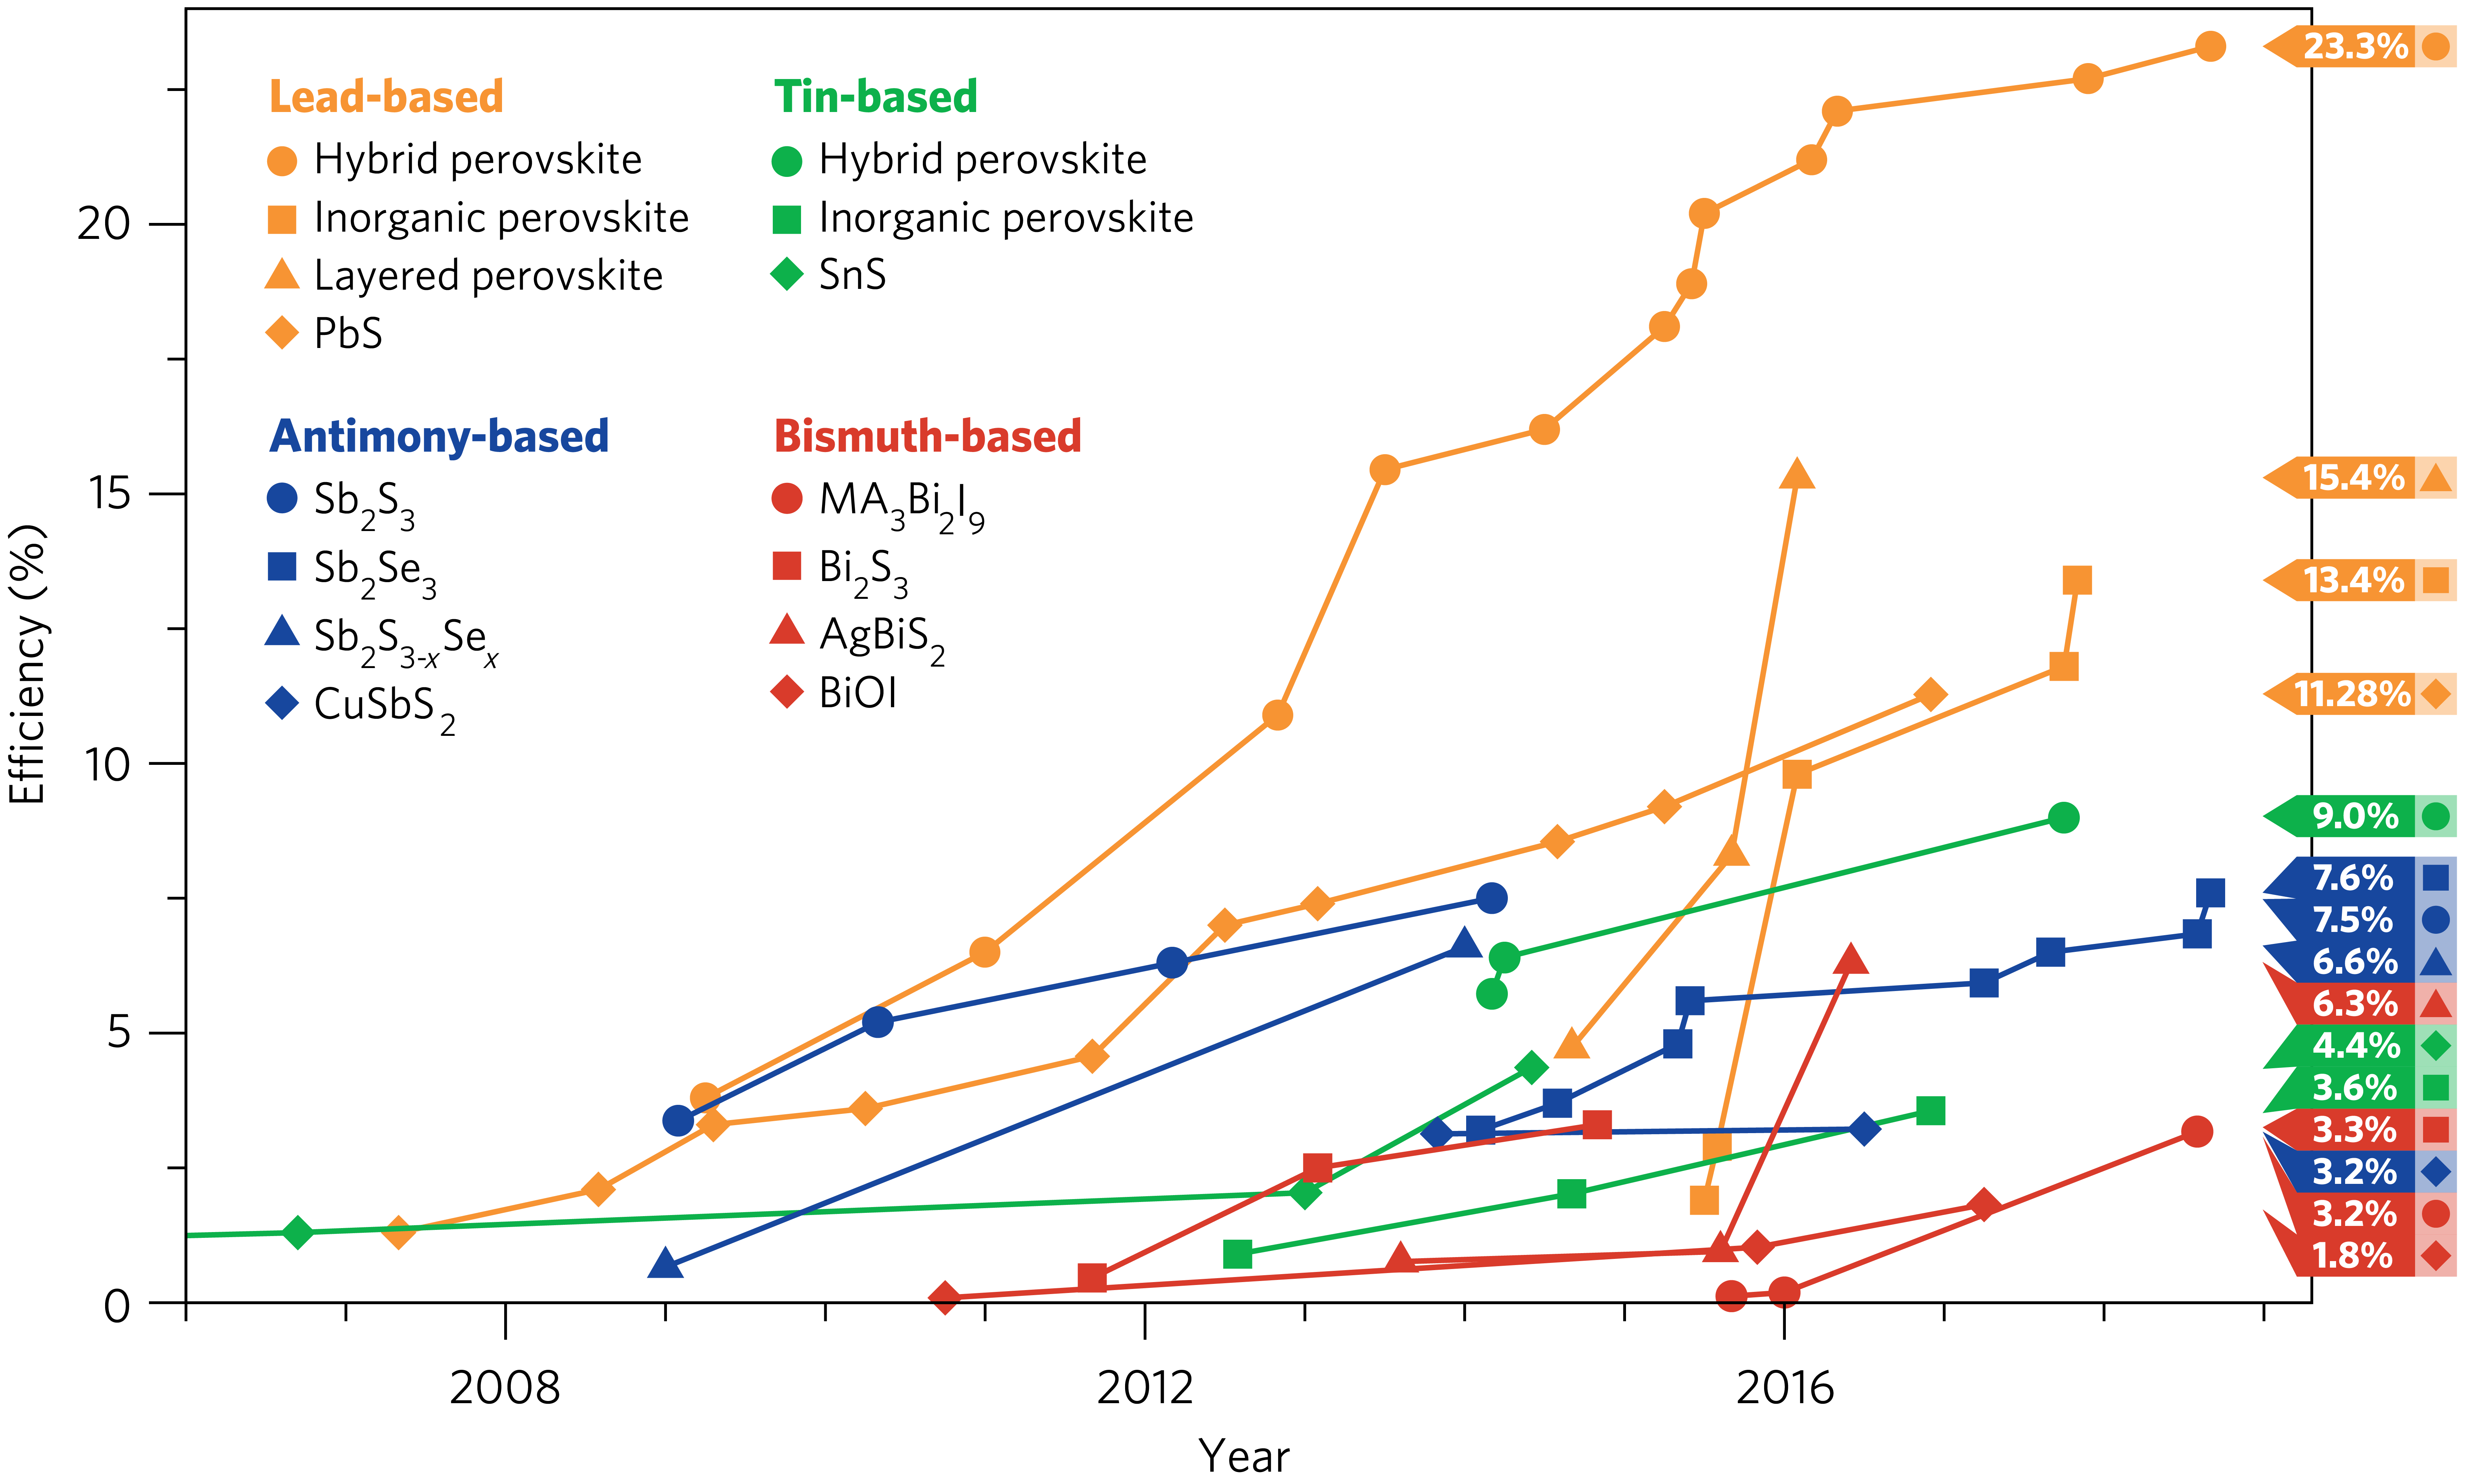 Lead-based
Hybrid perovskite
Inorganic perovskite
Layered perovskite
PbS
Tin-based
Hybrid perovskite
Inorganic perovskite
SnS
Antimony-based
Sb2S3
Sb2Se3
Sb2S3-xSex
CuSbS2
Bismuth-based
MA3Bi2I9
Bi2S3
AgBiS2
BiOI
Efficiency (%)
20
15
10
5
0
2008
2012
2016
Year
23.3%
15.4%
13.4%
11.28%
9.0%
7.6%
7.5%
6.6%
6.3%
4.4%
3.6%
3.3%
3.2%
3.2%
1.8%